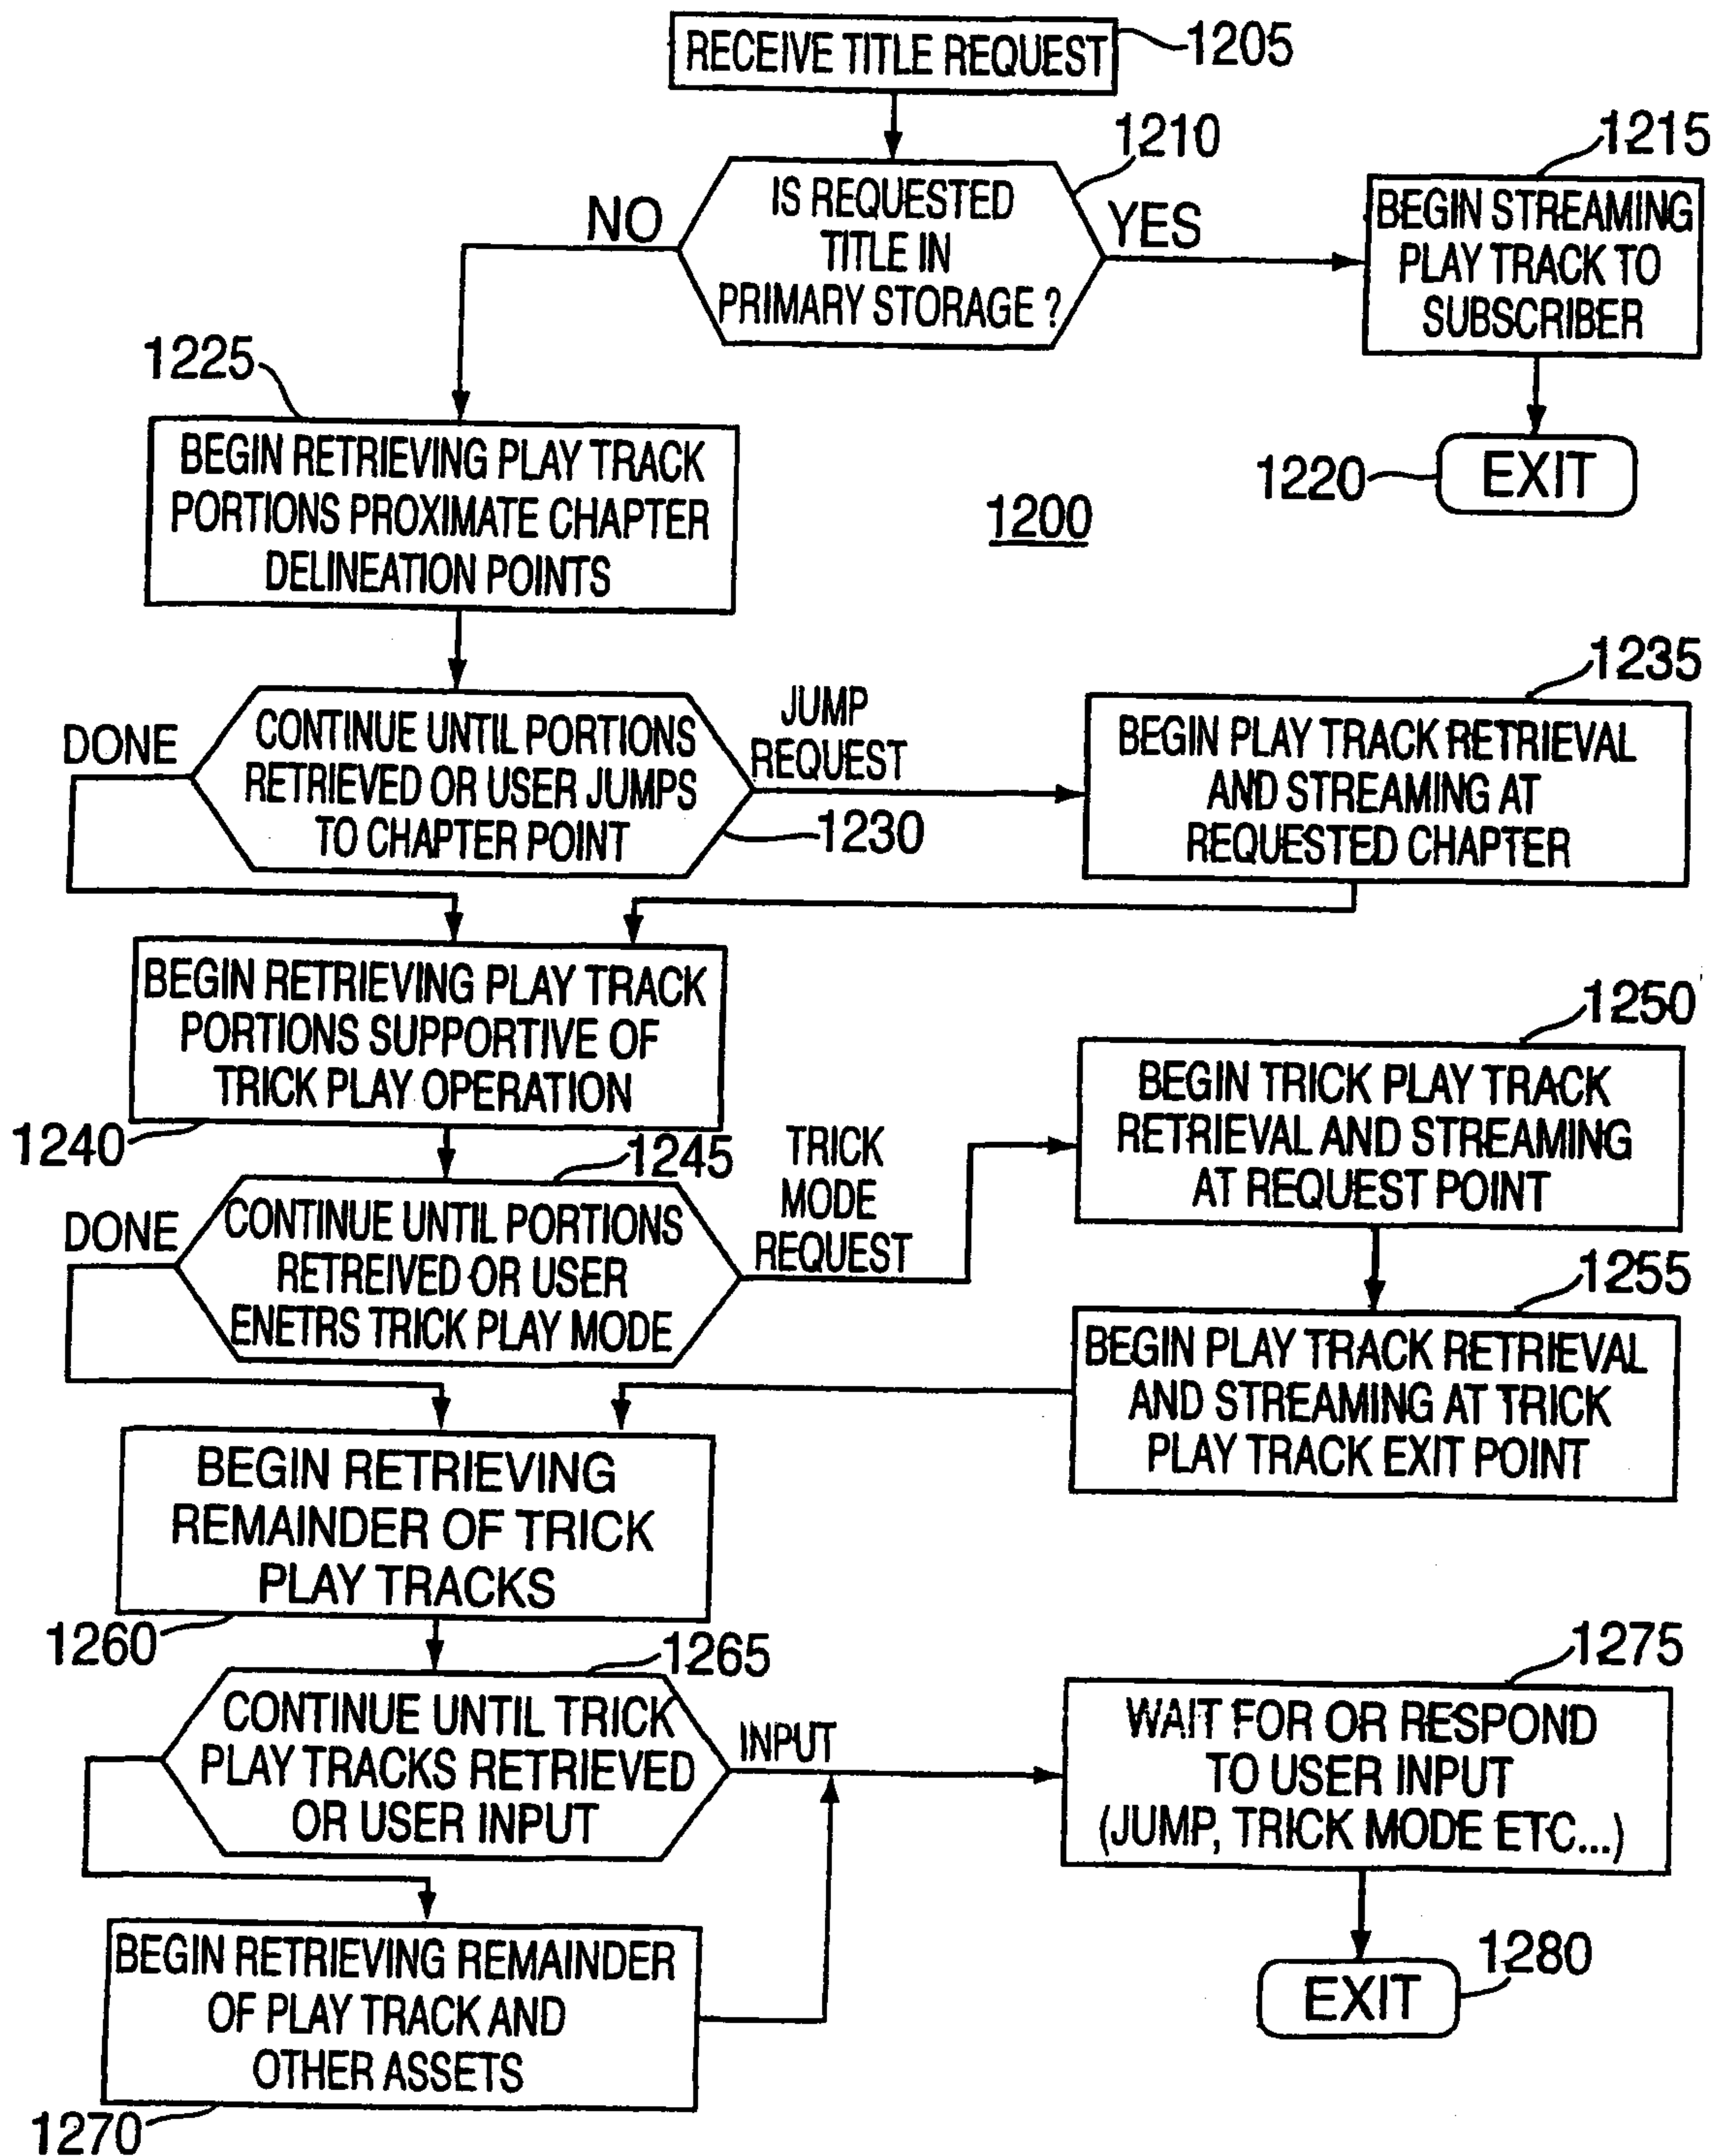 RECEIVE TITLE REQUEST
1205
1210
IS REQUESTED
TITLE IN
PRIMARY STORAGE ?
NO
YES
1215
BEGIN STREAMING
PLAY TRACK TO
SUBSCRIBER
1220
EXIT
1200
1225
BEGIN RETRIEVING PLAY TRACK
PORTIONS PROXIMATE CHAPTER
DELINEATION POINTS
DONE
CONTINUE UNTIL PORTIONS
RETRIEVED OR USER JUMPS
TO CHAPTER POINT
1230
JUMP
REQUEST
1235
BEGIN PLAY TRACK RETRIEVAL
AND STREAMING AT
REQUESTED CHAPTER
BEGIN RETRIEVING PLAY TRACK
PORTIONS SUPPORTIVE OF
TRICK PLAY OPERATION
1240
1245
DONE
CONTINUE UNTIL PORTIONS
RETREIVED OR USER
ENETRS TRICK PLAY MODE
TRICK
MODE
REQUEST
1250
BEGIN TRICK PLAY TRACK
RETRIEVAL AND STREAMING
AT REQUEST POINT
1255
BEGIN PLAY TRACK RETRIEVAL
AND STREAMING AT TRICK
PLAY TRACK EXIT POINT
BEGIN RETRIEVING
REMAINDER OF TRICK
PLAY TRACKS
1260
1265
CONTINUE UNTIL TRICK
PLAY TRACKS RETRIEVED
OR USER INPUT
INPUT
1275
WAIT FOR OR RESPOND
TO USER INPUT
(JUMP, TRICK MODE ETC...)
1280
EXIT
BEGIN RETRIEVING REMAINDER
OF PLAY TRACK AND
OTHER ASSETS
1270